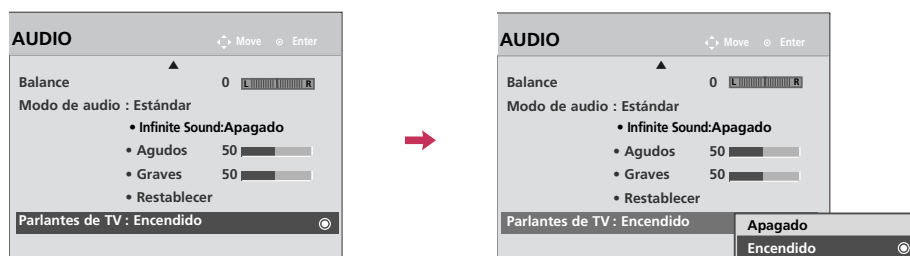 AUDIO
Move Enter
Balance 0 L R
Modo de audio : Estándar
• Infinite Sound:Apagado
• Agudos 50
• Graves 50
• Restablecer
Parlantes de TV : Encendido
AUDIO
Move Enter
Balance 0 L R
Modo de audio : Estándar
• Infinite Sound:Apagado
• Agudos 50
• Graves 50
• Restablecer
Parlantes de TV : Encendido
Apagado
Encendido